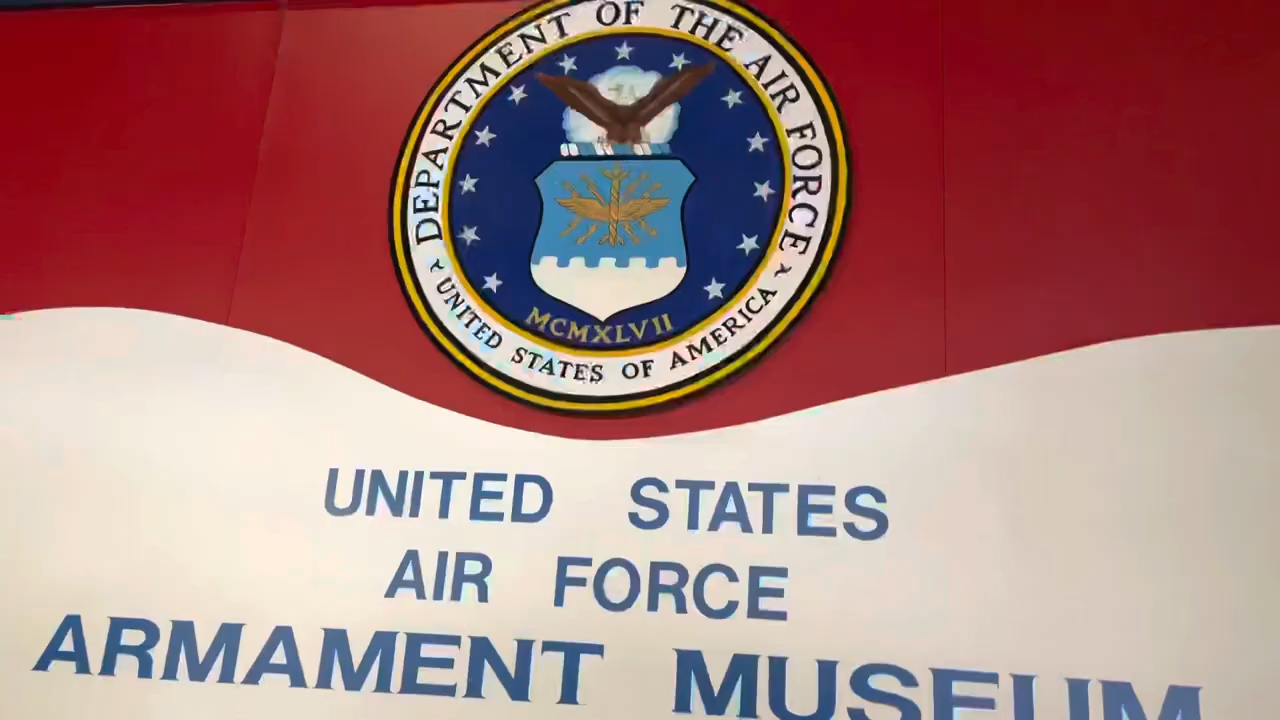 DEPARTMENT OF THE AIR FORCE
MCMXLVII
UNITED STATES OF AMERICA
UNITED STATES
AIR FORCE
ARMAMENT MUSEUM